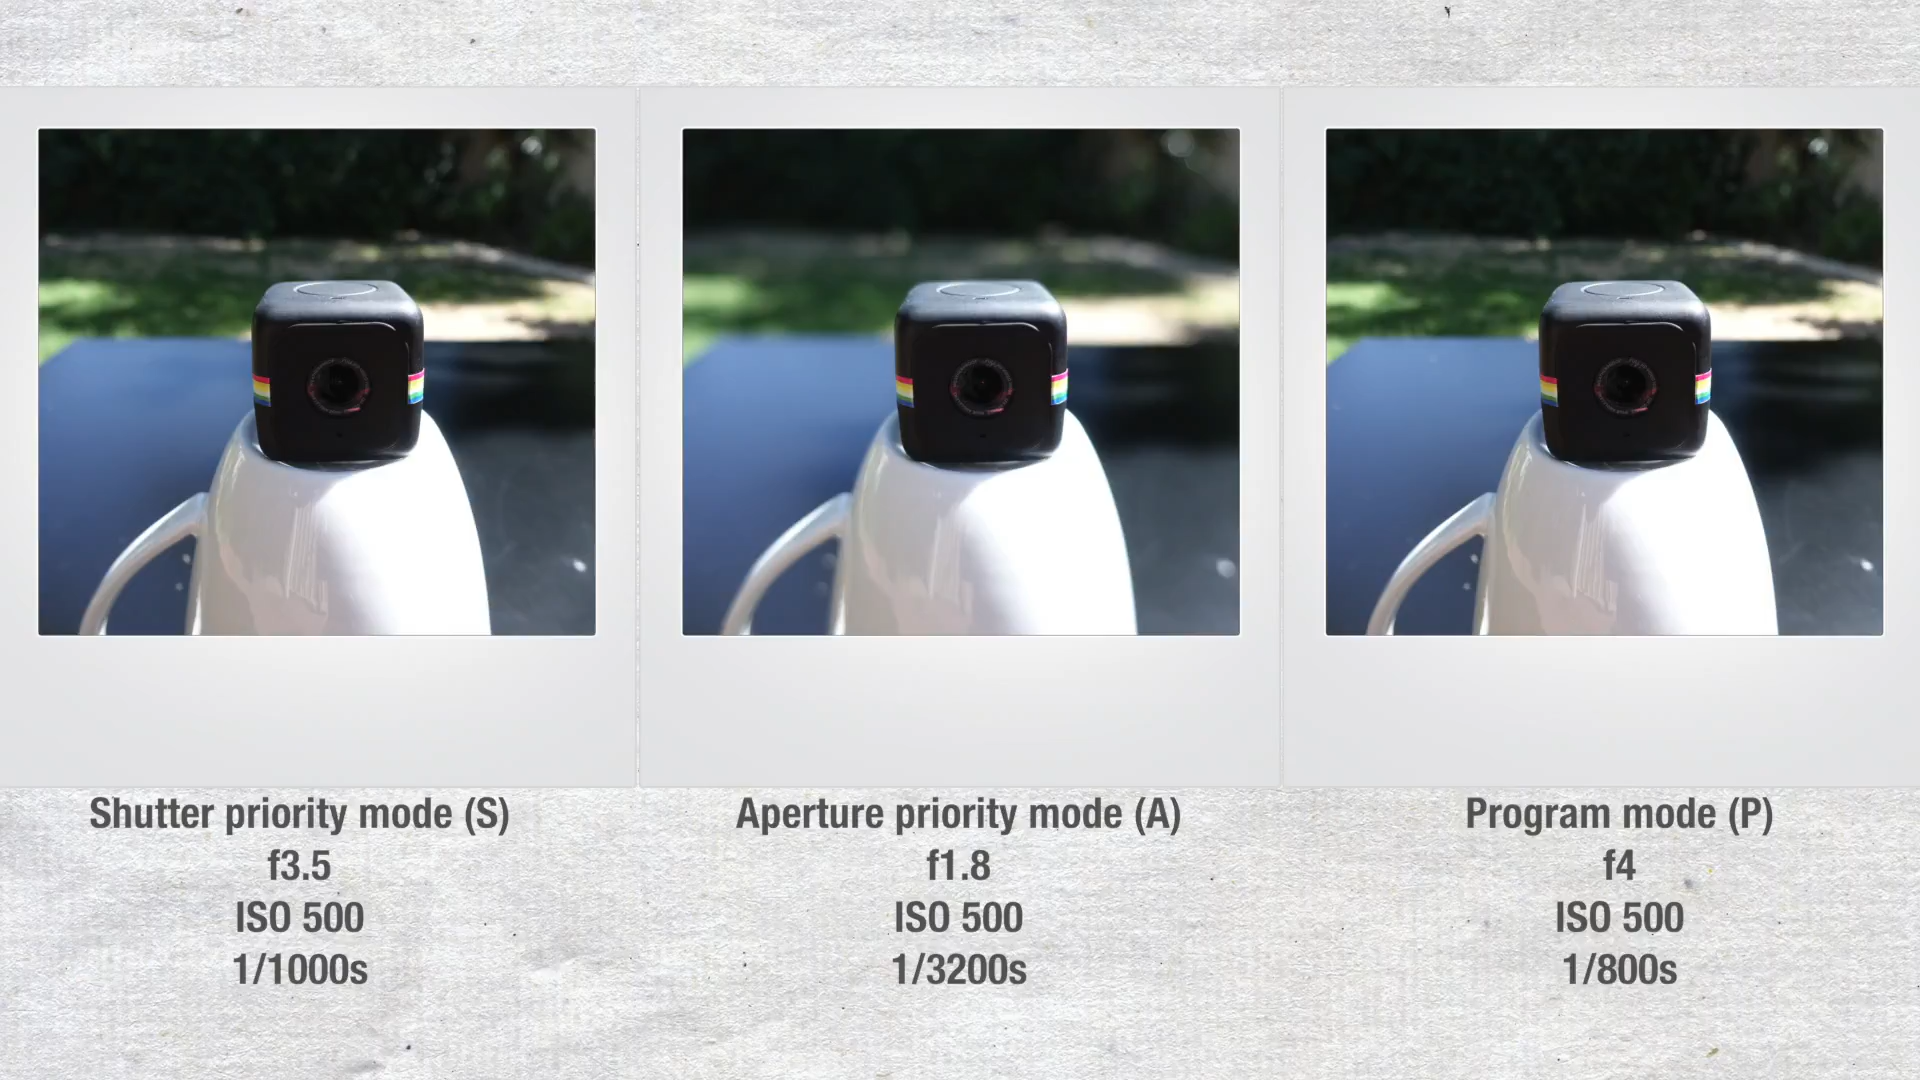 Shutter priority mode (S)
f3.5
ISO 500
1/1000s
Aperture priority mode (A)
f1.8
ISO 500
1/3200s
Program mode (P)
f4
ISO 500
1/800s